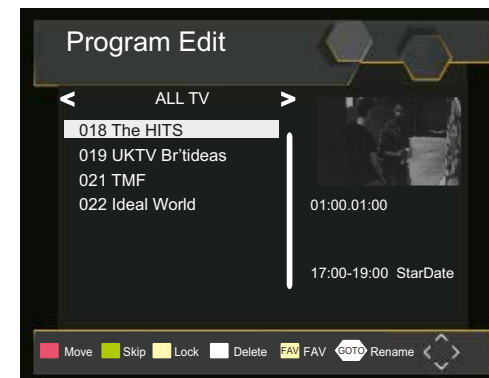 Program Edit
< ALL TV >
018 The HITS
019 UKTV Br'tideas
021 TMF
022 Ideal World
01:00.01:00
17:00-19:00 StarDate
Move Skip Lock Delete FAV FAV GOTO Rename